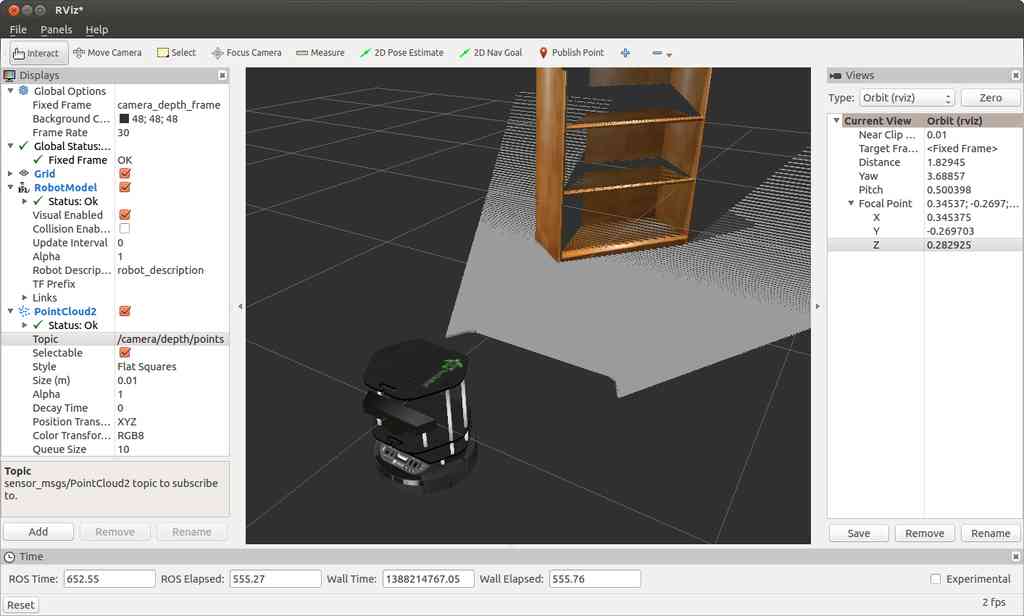 RViz*
File Panels Help
Interact Move Camera Select Focus Camera Measure 2D Pose Estimate 2D Nav Goal Publish Point
Displays
Global Options
Fixed Frame camera_depth_frame
Background C... 48; 48; 48
Frame Rate 30
Global Status:...
Fixed Frame OK
Grid
RobotModel
Status: Ok
Visual Enabled
Collision Enab...
Update Interval 0
Alpha 1
Robot Descrip... robot_description
TF Prefix
Links
PointCloud2
Status: Ok
Topic /camera/depth/points
Selectable
Style Flat Squares
Size (m) 0.01
Alpha 1
Decay Time 0
Position Trans... XYZ
Color Transfor... RGB8
Queue Size 10
Topic
sensor_msgs/PointCloud2 topic to subscribe
to.
Add Remove Rename
Views
Type: Orbit (rviz) Zero
Current View Orbit (rviz)
Near Clip ... 0.01
Target Fra... <Fixed Frame>
Distance 1.82945
Yaw 3.68857
Pitch 0.500398
Focal Point 0.34537; -0.2697;...
X 0.345375
Y -0.269703
Z 0.282925
Save Remove Rename
Time
ROS Time: 652.55 ROS Elapsed: 555.27 Wall Time: 1388214767.05 Wall Elapsed: 555.76 Experimental
Reset 2 fps